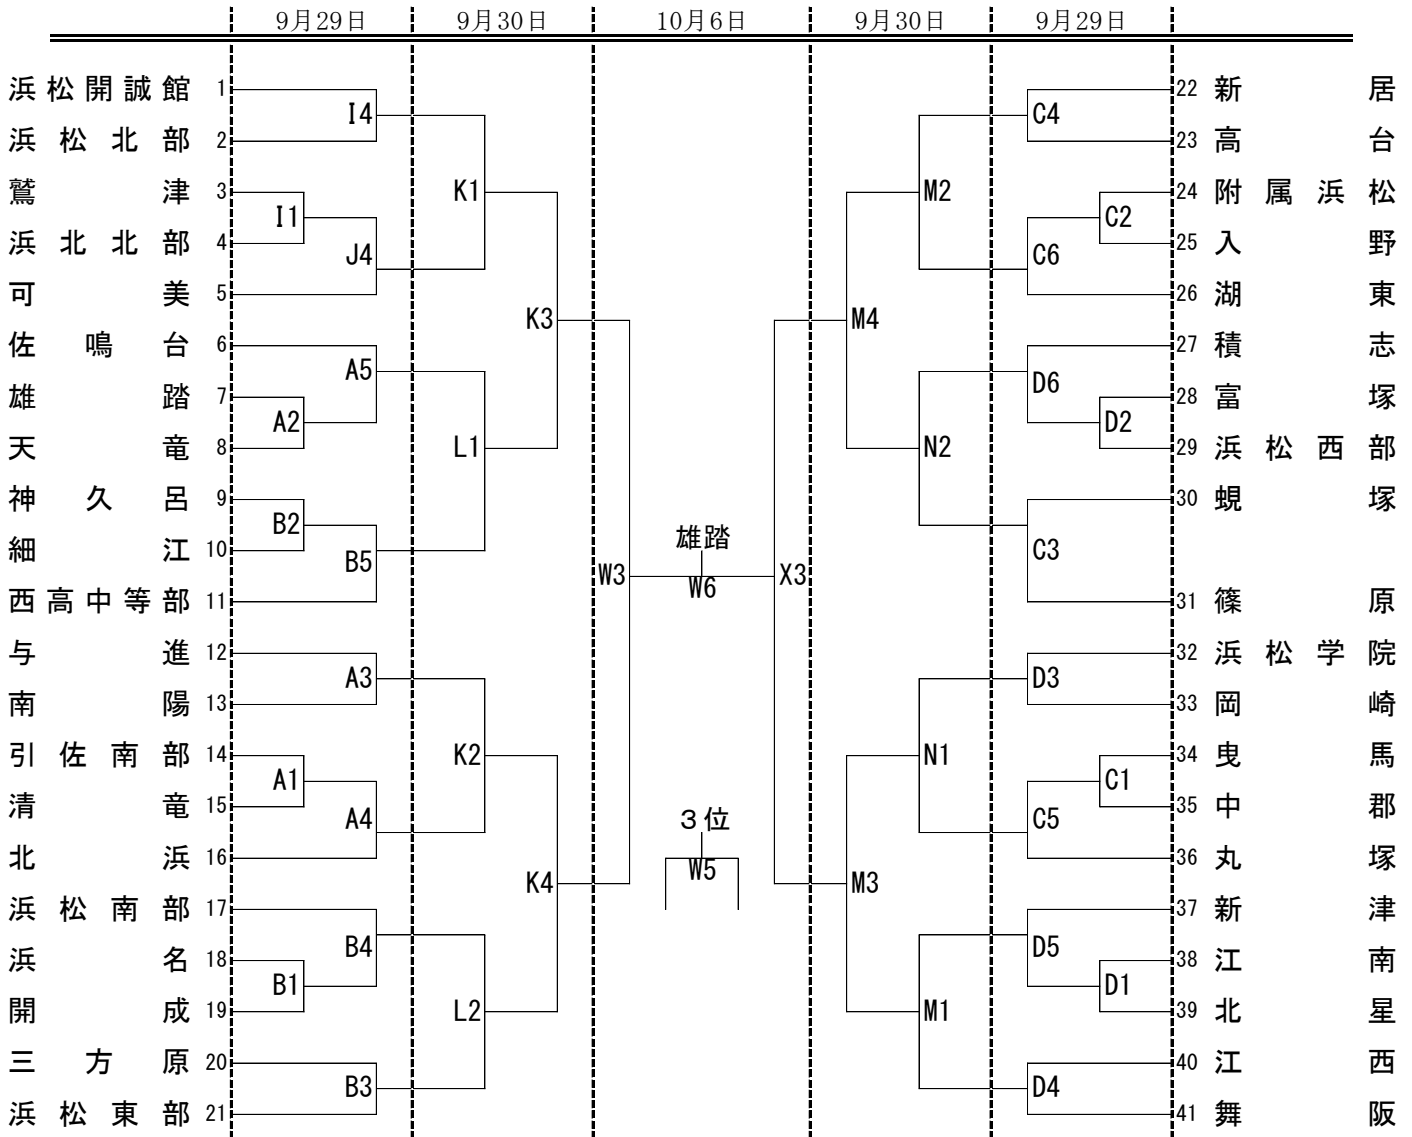 9月29日 9月30日 10月6日 9月30日 9月29日
浜松開誠館 1 22 新居
I4 C4
浜松北部 2 23 高台
鷲津 3 K1 M2 24 附属浜松
I1 C2
浜北北部 4 J4 C6 25 入野
可美 5 26 湖東
K3 M4
佐鳴台 6 27 積志
A5 D6
雄踏 7 28 富塚
A2 D2
天竜 8 L1 N2 29 浜松西部
神久呂 9 30 蜆塚
B2 雄踏
細江 10 B5 C3
W3 W6 X3
西高中等部 11 31 篠原
与進 12 32 浜松学院
A3 D3
南陽 13 33 岡崎
引佐南部 14 K2 N1 34 曳馬
A1 C1
清竜 15 35 中郡
A4 3位 C5
北浜 16 36 丸塚
K4 W5 M3
浜松南部 17 37 新津
B4 D5
浜名 18 38 江南
B1 D1
開成 19 L2 M1 39 北星
三方原 20 40 江西
B3 D4
浜松東部 21 41 舞阪